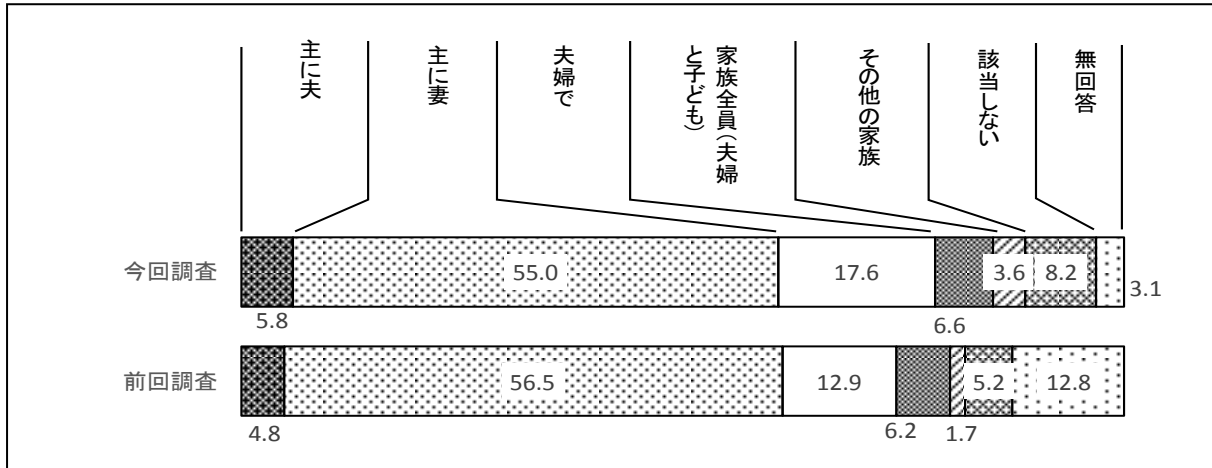 主に夫
主に妻
夫婦で
家族全員(夫婦
と子ども)
その他の家族
該当しない
無回答
今回調査
55.0
17.6
3.6
8.2
3.1
5.8
6.6
前回調査
56.5
12.9
5.2
12.8
4.8
6.2
1.7